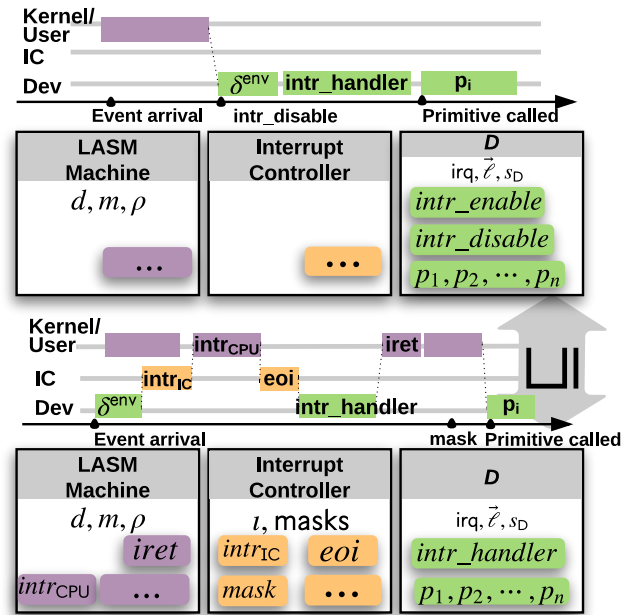 Kernel/
User
IC
Dev
δ^env intr_handler p_i
Event arrival intr_disable Primitive called
LASM
Machine
d, m, ρ
...
Interrupt
Controller
...
D
irq, ℓ⃗, s_D
intr_enable
intr_disable
p_1, p_2, ⋯, p_n
Kernel/
User
intr_CPU iret
IC
intr_IC eoi
Dev
δ^env intr_handler p_i
Event arrival mask Primitive called
⊑
LASM
Machine
d, m, ρ
iret
intr_CPU ...
Interrupt
Controller
ι, masks
intr_IC eoi
mask ...
D
irq, ℓ⃗, s_D
intr_handler
p_1, p_2, ⋯, p_n